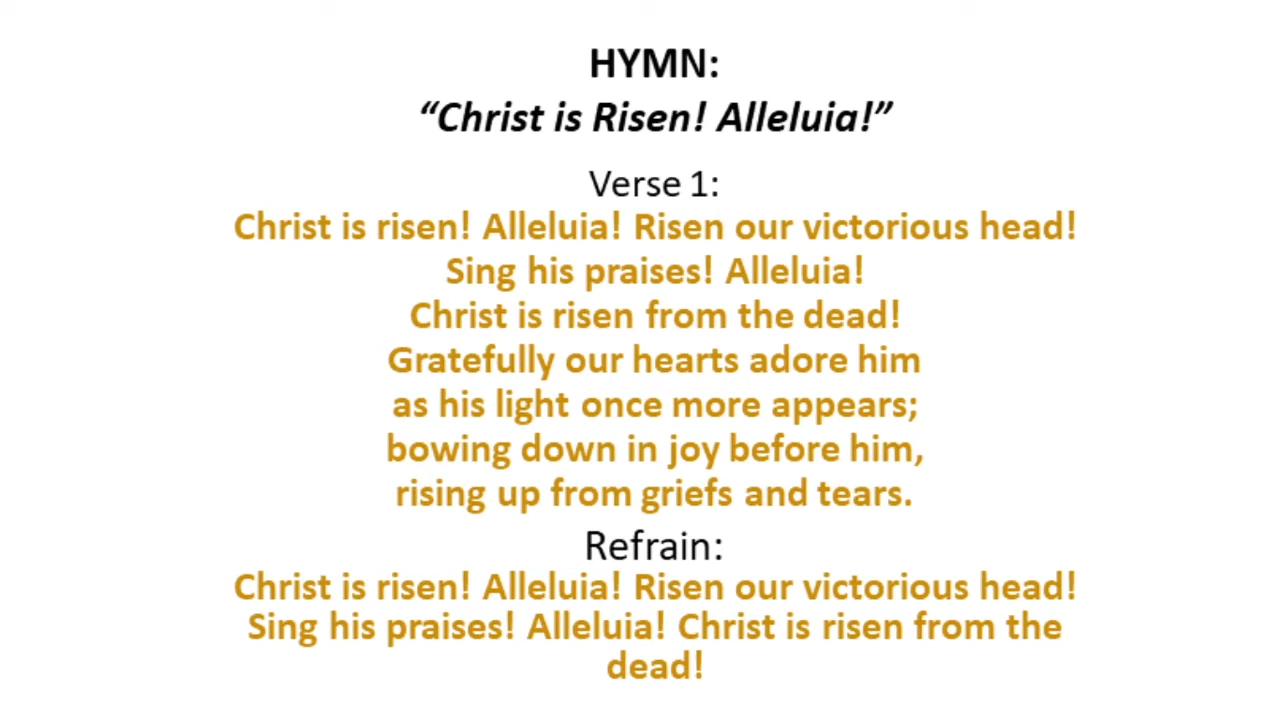 HYMN:
“Christ is Risen! Alleluia!”
Verse 1:
Christ is risen! Alleluia! Risen our victorious head!
Sing his praises! Alleluia!
Christ is risen from the dead!
Gratefully our hearts adore him
as his light once more appears;
bowing down in joy before him,
rising up from griefs and tears.
Refrain:
Christ is risen! Alleluia! Risen our victorious head!
Sing his praises! Alleluia! Christ is risen from the
dead!